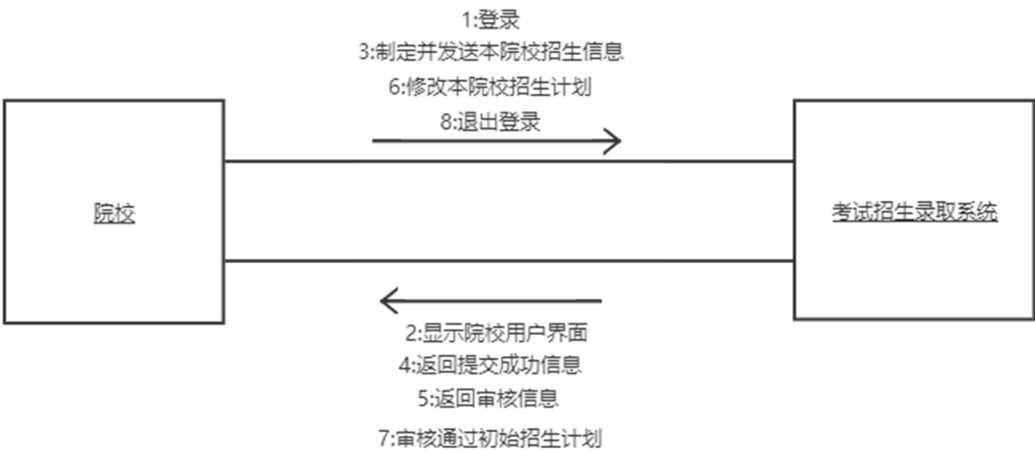 1:登录
3:制定并发送本院校招生信息
6:修改本院校招生计划
8:退出登录
院校
考试招生录取系统
2:显示院校用户界面
4:返回提交成功信息
5:返回审核信息
7:审核通过初始招生计划